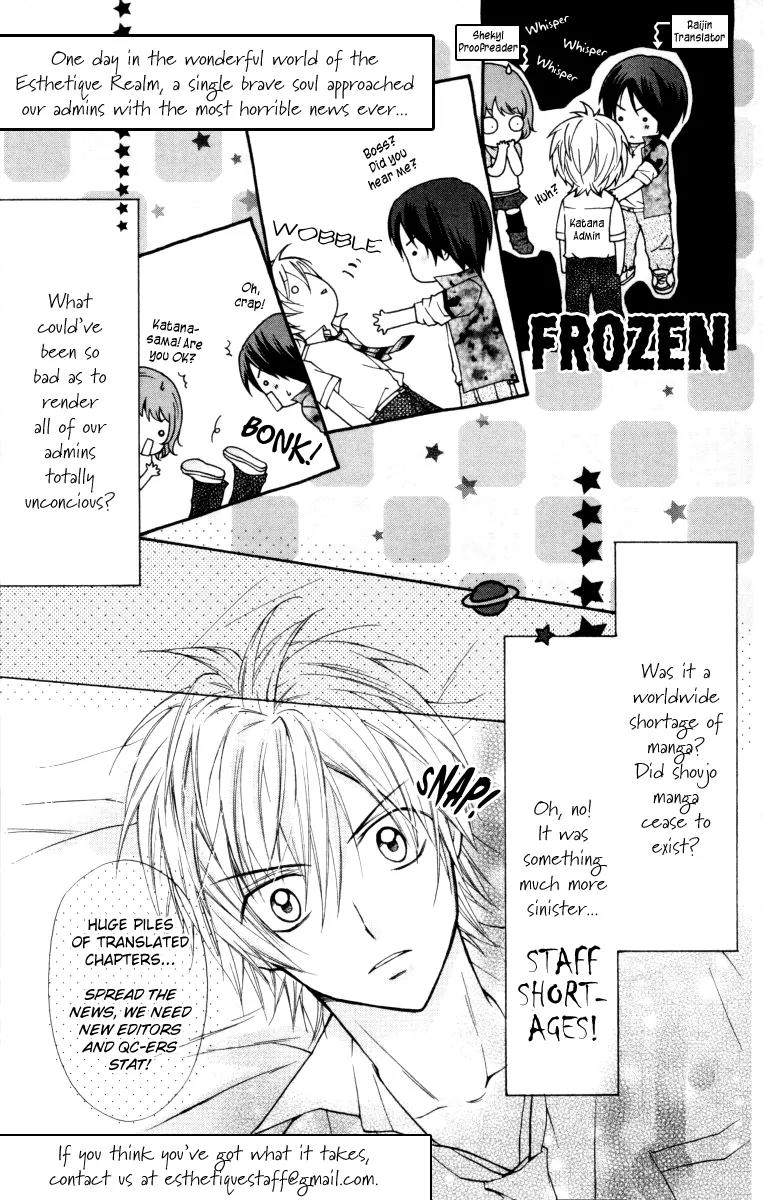 One day in the wonderful world of the
Esthetique Realm, a single brave soul approached
our admins with the most horrible news ever...
Shekyl
Proofreader
Whisper
Whisper
Whisper
Raijin
Translator
Huh?
Katana
Admin
FROZEN
Boss?
Did you
hear me?
WOBBLE
Oh,
crap!
Katana-
sama! Are
you OK?
BONK!
What
could've
been so
bad as to
render
all of our
admins
totally
unconcious?
Was it a
worldwide
shortage of
manga?
Did shoujo
manga
cease to
exist?
Oh, no!
It was
something
much more
sinister...
STAFF
SHORT-
AGES!
SNAP!
HUGE PILES
OF TRANSLATED
CHAPTERS...
SPREAD THE
NEWS, WE NEED
NEW EDITORS
AND QC-ERS
STAT!
If you think you've got what it takes,
contact us at esthetiquestaff@gmail.com.